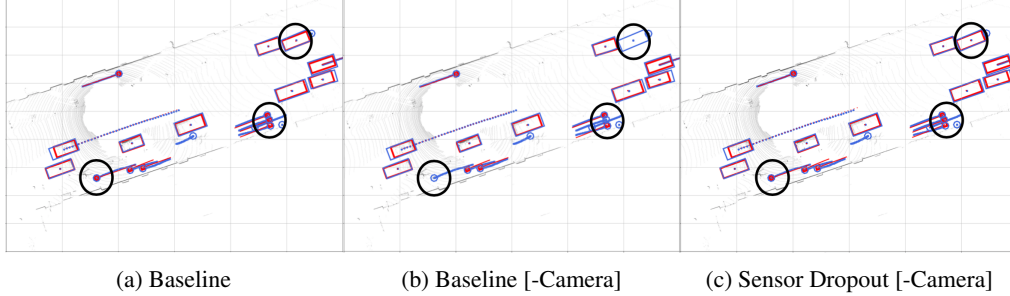 (a) Baseline
(b) Baseline [-Camera]
(c) Sensor Dropout [-Camera]